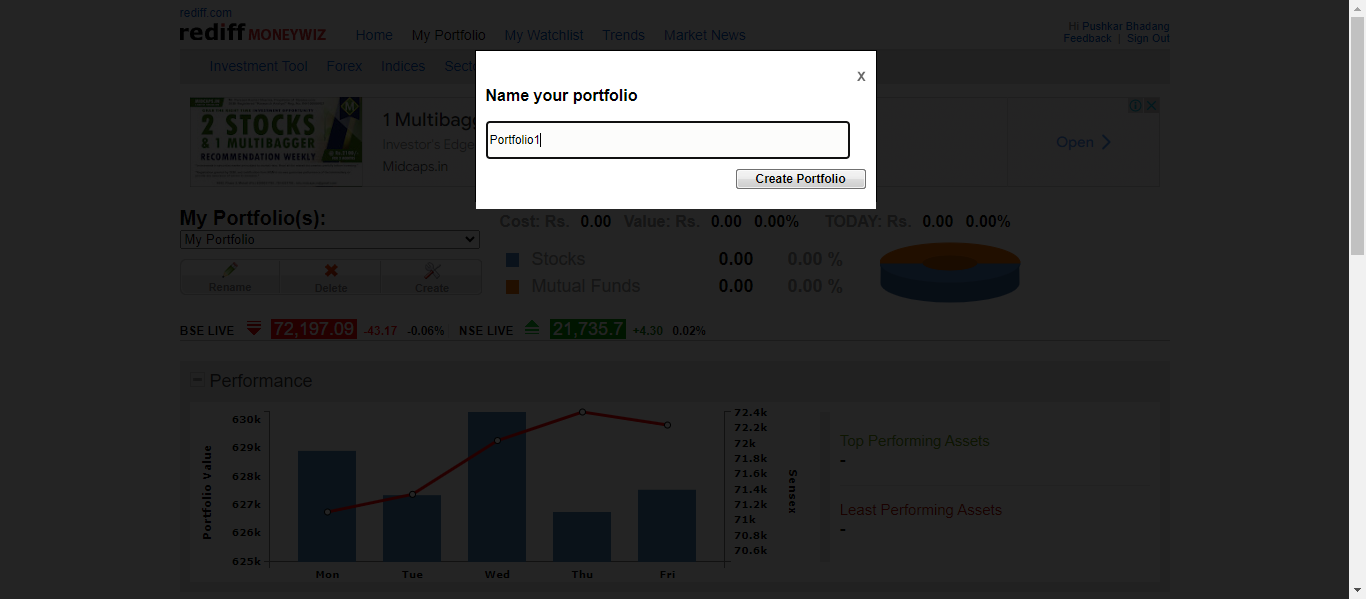 rediff.com
rediff MONEYWIZ Home My Portfolio My Watchlist Trends Market News
Hi Pushkar Bhadang
Feedback | Sign Out
Investment Tool Forex Indices Secto
x
Name your portfolio
Portfolio1
Create Portfolio
2 STOCKS
& 1 MULTIBAGGER
RECOMMENDATION WEEKLY
1 Multibagg
Investor's Edge
Midcaps.in
Open
My Portfolio(s):
My Portfolio
Rename Delete Create
Cost: Rs. 0.00 Value: Rs. 0.00 0.00% TODAY: Rs. 0.00 0.00%
Stocks 0.00 0.00 %
Mutual Funds 0.00 0.00 %
BSE LIVE 72,197.09 -43.17 -0.06% NSE LIVE 21,735.7 +4.30 0.02%
Performance
Portfolio Value
630k
629k
628k
627k
626k
625k
Mon Tue Wed Thu Fri
72.4k
72.2k
72k
71.8k
71.6k
71.4k
71.2k
71k
70.8k
70.6k
Sensex
Top Performing Assets
-
Least Performing Assets
-